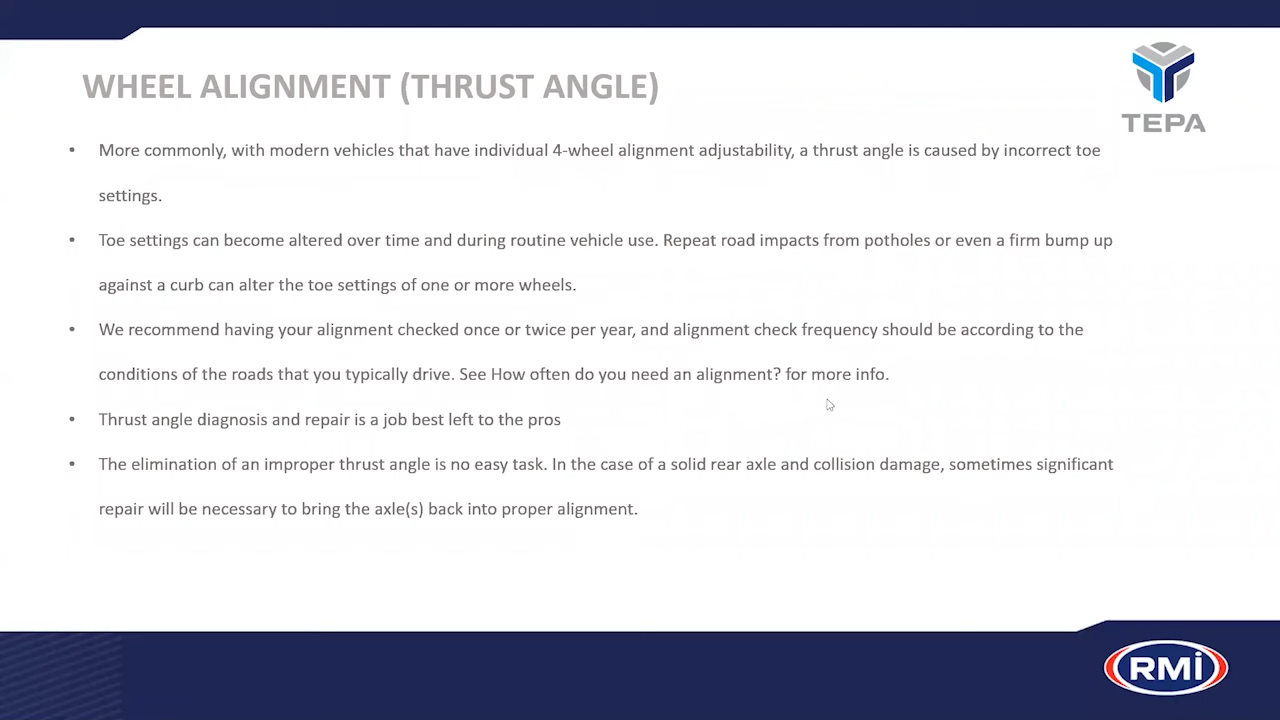 WHEEL ALIGNMENT (THRUST ANGLE)
TEPA
• More commonly, with modern vehicles that have individual 4-wheel alignment adjustability, a thrust angle is caused by incorrect toe
settings.
• Toe settings can become altered over time and during routine vehicle use. Repeat road impacts from potholes or even a firm bump up
against a curb can alter the toe settings of one or more wheels.
• We recommend having your alignment checked once or twice per year, and alignment check frequency should be according to the
conditions of the roads that you typically drive. See How often do you need an alignment? for more info.
• Thrust angle diagnosis and repair is a job best left to the pros
• The elimination of an improper thrust angle is no easy task. In the case of a solid rear axle and collision damage, sometimes significant
repair will be necessary to bring the axle(s) back into proper alignment.
RMi